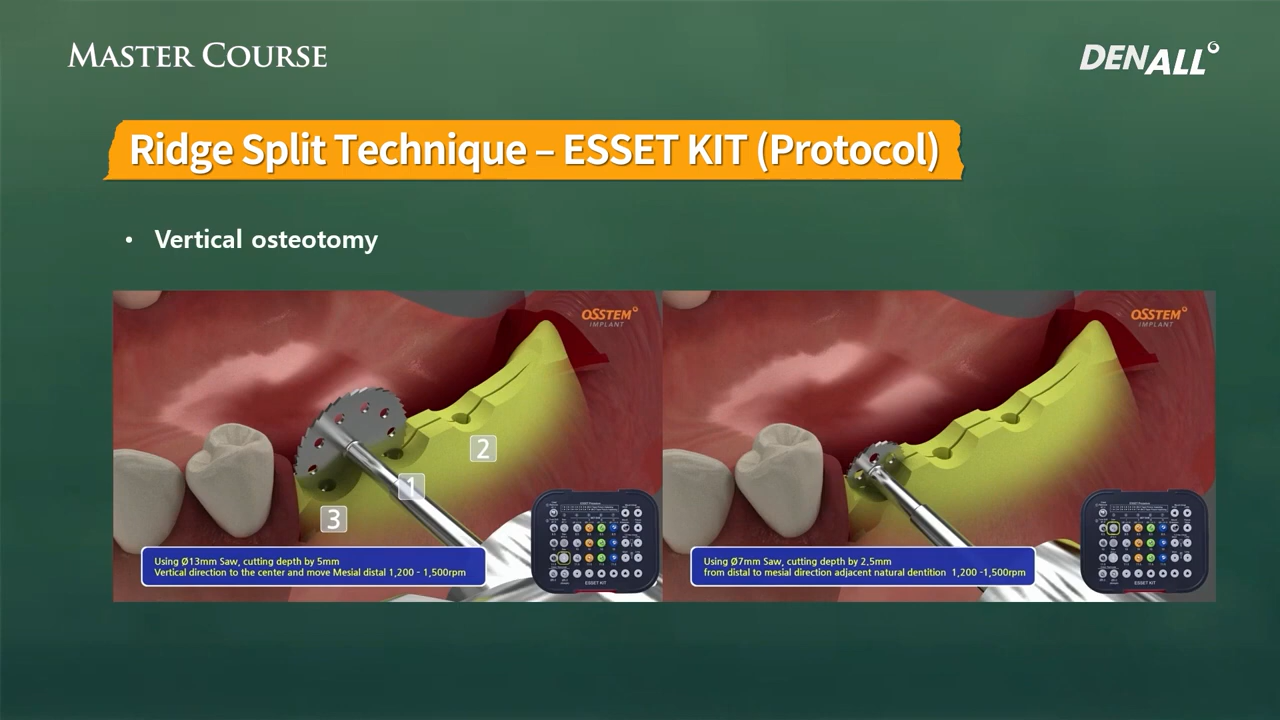 MASTER COURSE
DENALL
Ridge Split Technique – ESSET KIT (Protocol)
• Vertical osteotomy
OSSTEM
IMPLANT
2
1
3
Using Ø13mm Saw, cutting depth by 5mm
Vertical direction to the center and move Mesial distal 1,200 - 1,500rpm
ESSET KIT
OSSTEM
IMPLANT
Using Ø7mm Saw, cutting depth by 2,5mm
from distal to mesial direction adjacent natural dentition 1,200 -1,500rpm
ESSET KIT